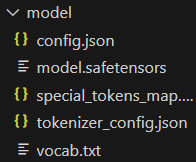 model
{} config.json
model.safetensors
{} special_tokens_map....
{} tokenizer_config.json
vocab.txt